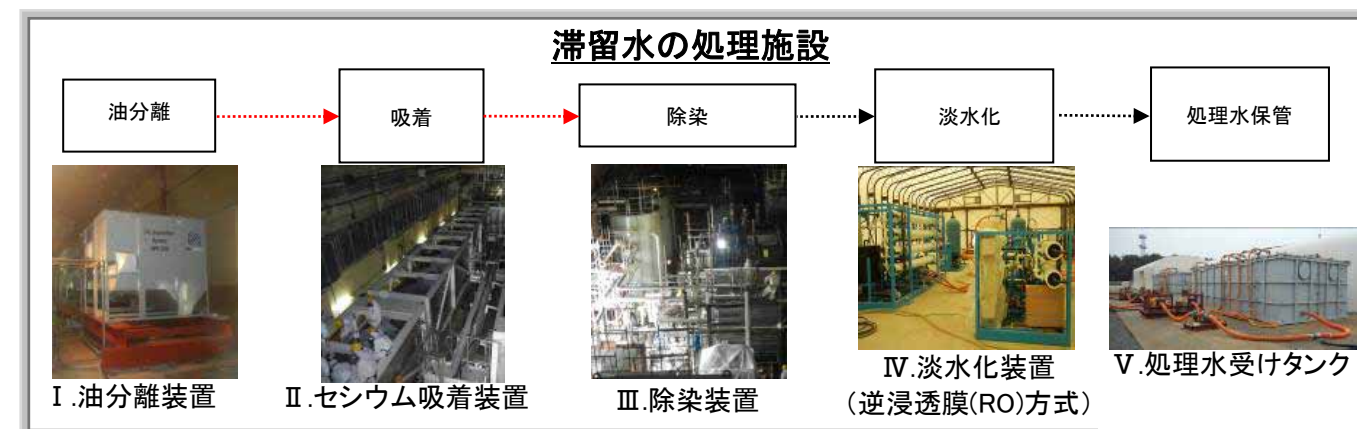 滞留水の処理施設
油分離
吸着
除染
淡水化
処理水保管
Ⅰ.油分離装置
Ⅱ.セシウム吸着装置
Ⅲ.除染装置
Ⅳ.淡水化装置
（逆浸透膜(RO)方式）
Ⅴ.処理水受けタンク